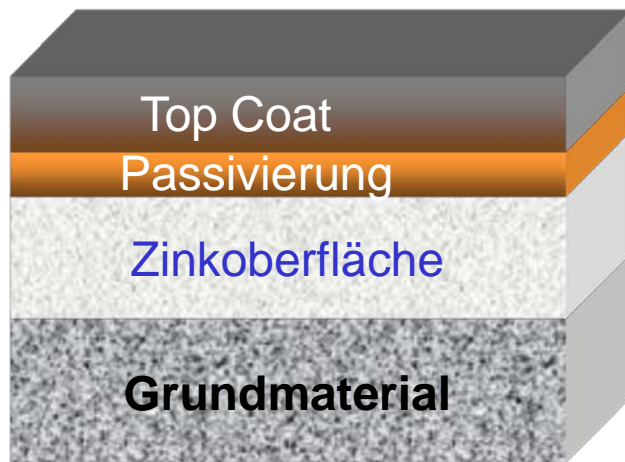 Top Coat
Passivierung
Zinkoberfläche
Grundmaterial